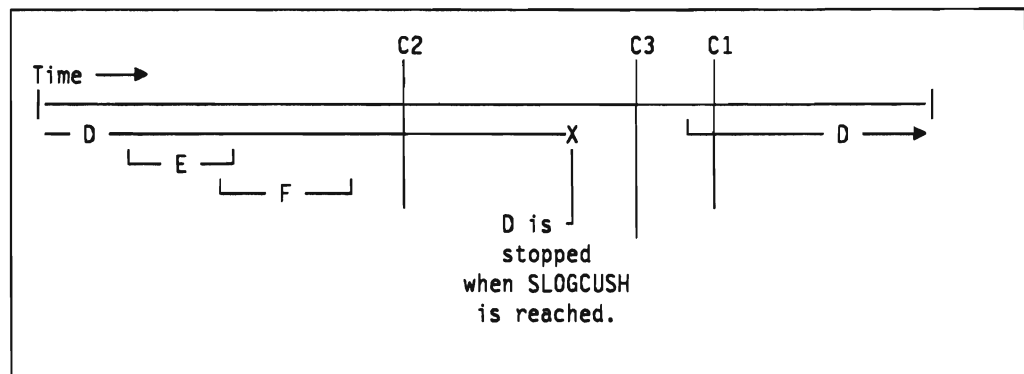 C2 C3 C1
Time
D D
E
X
F
D is
stopped
when SLOGCUSH
is reached.